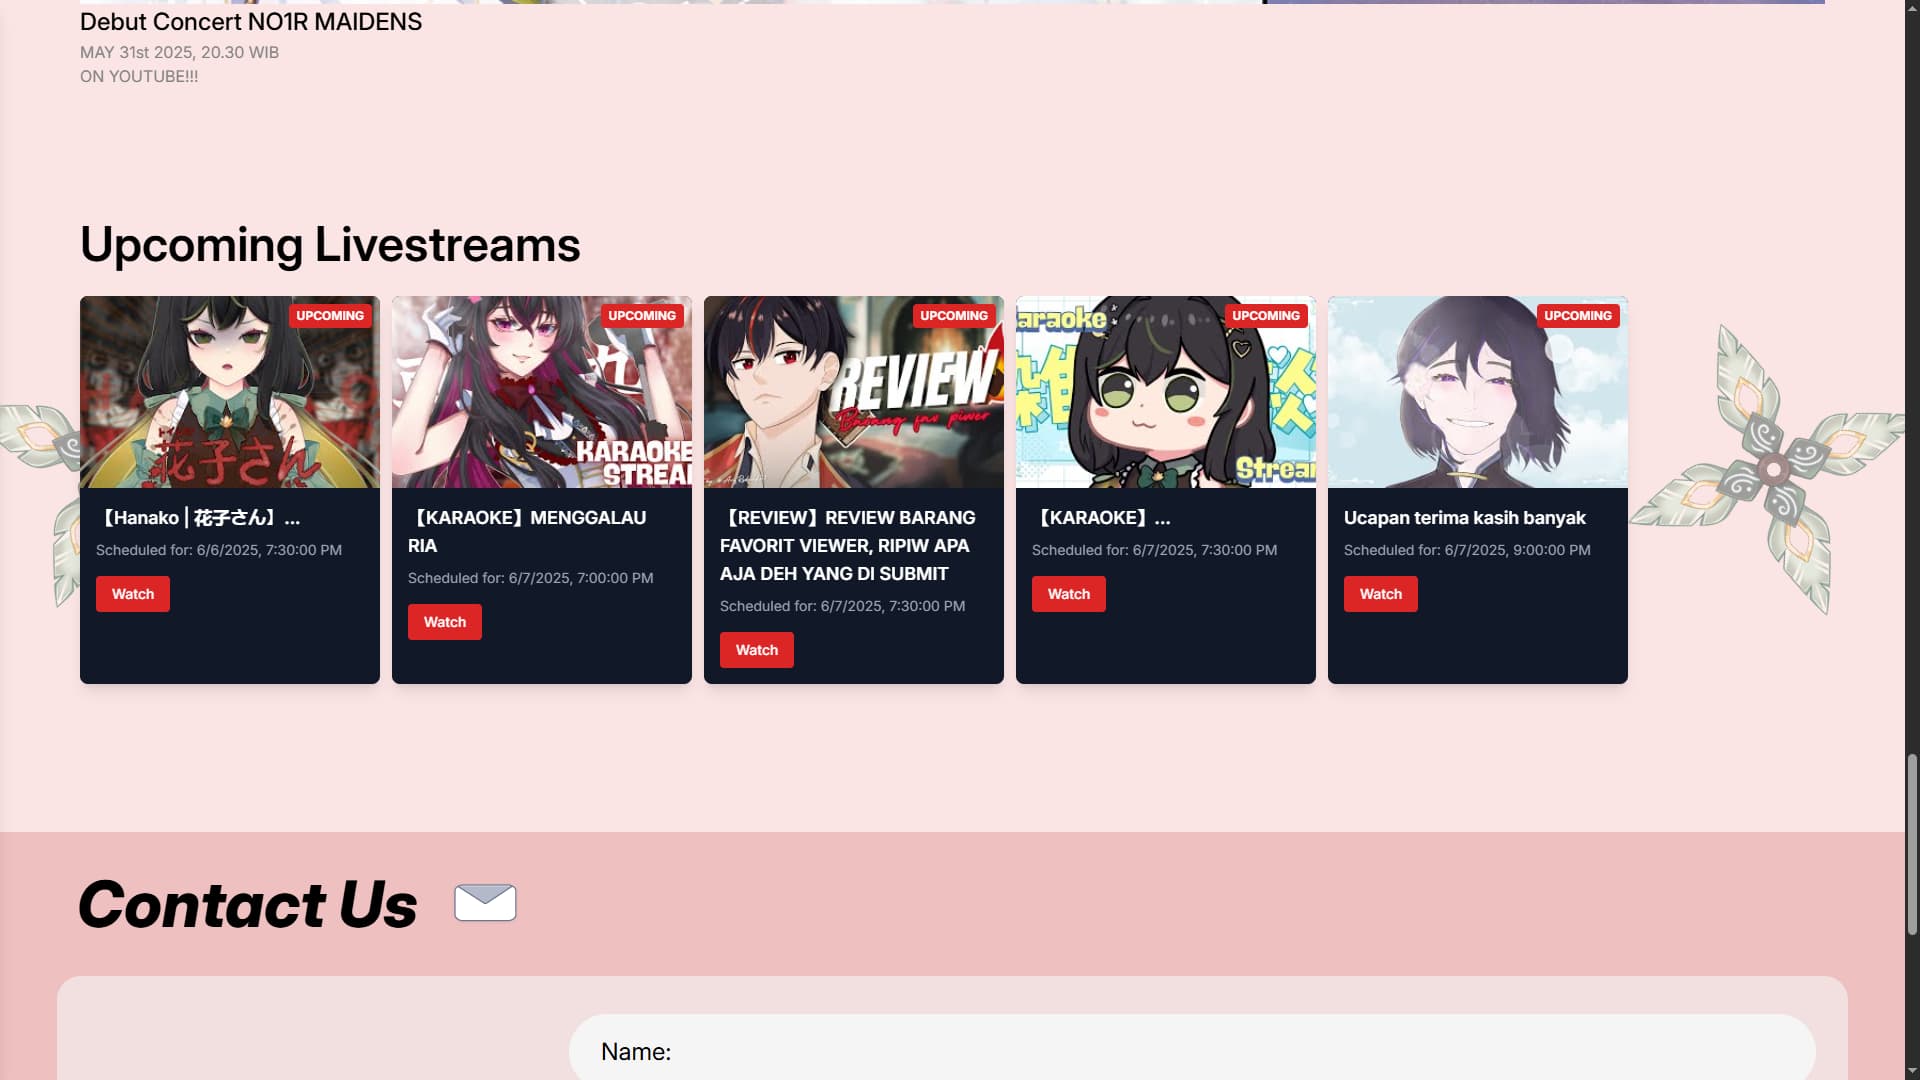 Debut Concert NO1R MAIDENS
MAY 31st 2025, 20.30 WIB
ON YOUTUBE!!!
Upcoming Livestreams
UPCOMING
花子さん
【Hanako | 花子さん】...
Scheduled for: 6/6/2025, 7:30:00 PM
Watch
UPCOMING
KARAOKE
STREAM
【KARAOKE】MENGGALAU
RIA
Scheduled for: 6/7/2025, 7:00:00 PM
Watch
UPCOMING
REVIEW
Barang fav piwer
【REVIEW】REVIEW BARANG
FAVORIT VIEWER, RIPIW APA
AJA DEH YANG DI SUBMIT
Scheduled for: 6/7/2025, 7:30:00 PM
Watch
UPCOMING
araoke
雑談
Strea
【KARAOKE】...
Scheduled for: 6/7/2025, 7:30:00 PM
Watch
UPCOMING
Ucapan terima kasih banyak
Scheduled for: 6/7/2025, 9:00:00 PM
Watch
Contact Us
Name: